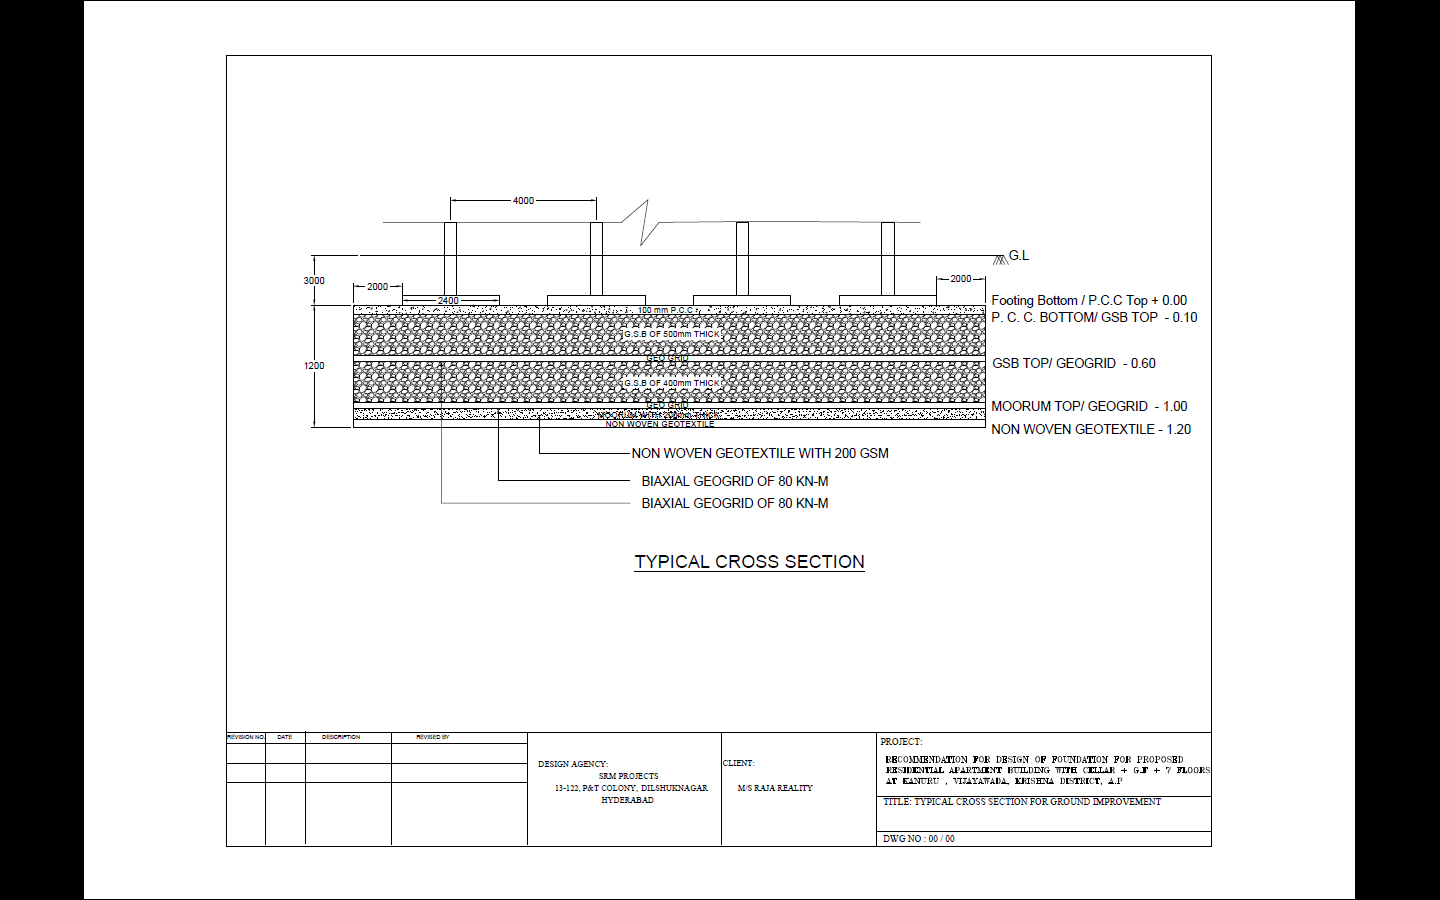 4000
G.L
3000
2000
2000
2400
Footing Bottom / P.C.C Top + 0.00
100 mm P.C.C
P. C. C. BOTTOM/ GSB TOP - 0.10
G.S.B OF 500mm THICK
GEO GRID
GSB TOP/ GEOGRID - 0.60
1200
G.S.B OF 400mm THICK
GEO GRID
MOORUM TOP/ GEOGRID - 1.00
MOORUM WITH 200mm THICK
NON WOVEN GEOTEXTILE
NON WOVEN GEOTEXTILE - 1.20
NON WOVEN GEOTEXTILE WITH 200 GSM
BIAXIAL GEOGRID OF 80 KN-M
BIAXIAL GEOGRID OF 80 KN-M
TYPICAL CROSS SECTION
REVISION NO. DATE DESCRIPTION REVISED BY
DESIGN AGENCY:
SRM PROJECTS
13-122, P&T COLONY, DILSHUKNAGAR
HYDERABAD
CLIENT:
M/S RAJA REALITY
PROJECT:
RECOMMENDATION FOR DESIGN OF FOUNDATION FOR PROPOSED
RESIDENTIAL APARTMENT BUILDING WITH CELLAR + G.F + 7 FLOORS
AT KANURU , VIJAYAWADA, KRISHNA DISTRICT, A.P
TITLE: TYPICAL CROSS SECTION FOR GROUND IMPROVEMENT
DWG NO : 00 / 00